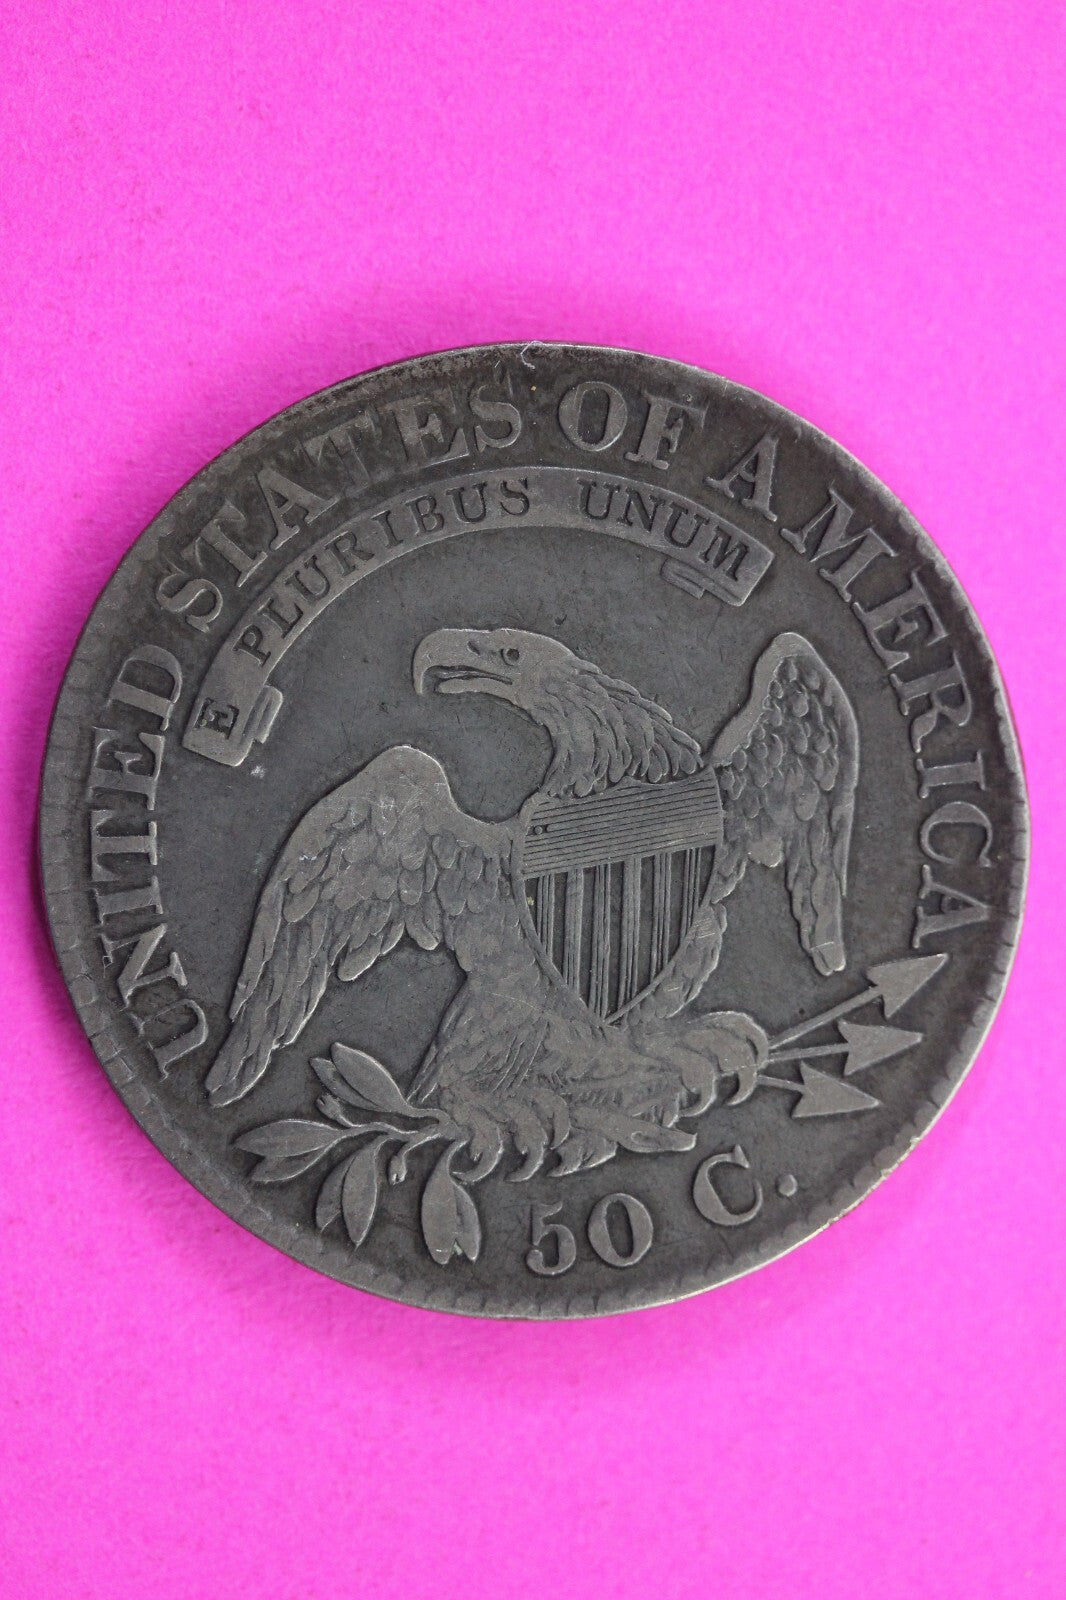 UNITED STATES OF AMERICA
E PLURIBUS UNUM
50 C.